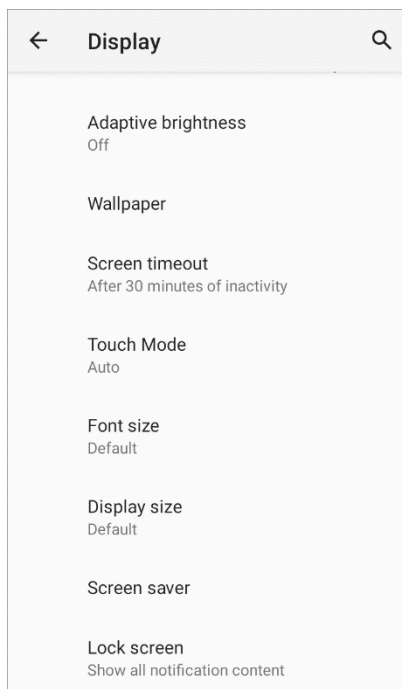 Display
Adaptive brightness
Off
Wallpaper
Screen timeout
After 30 minutes of inactivity
Touch Mode
Auto
Font size
Default
Display size
Default
Screen saver
Lock screen
Show all notification content